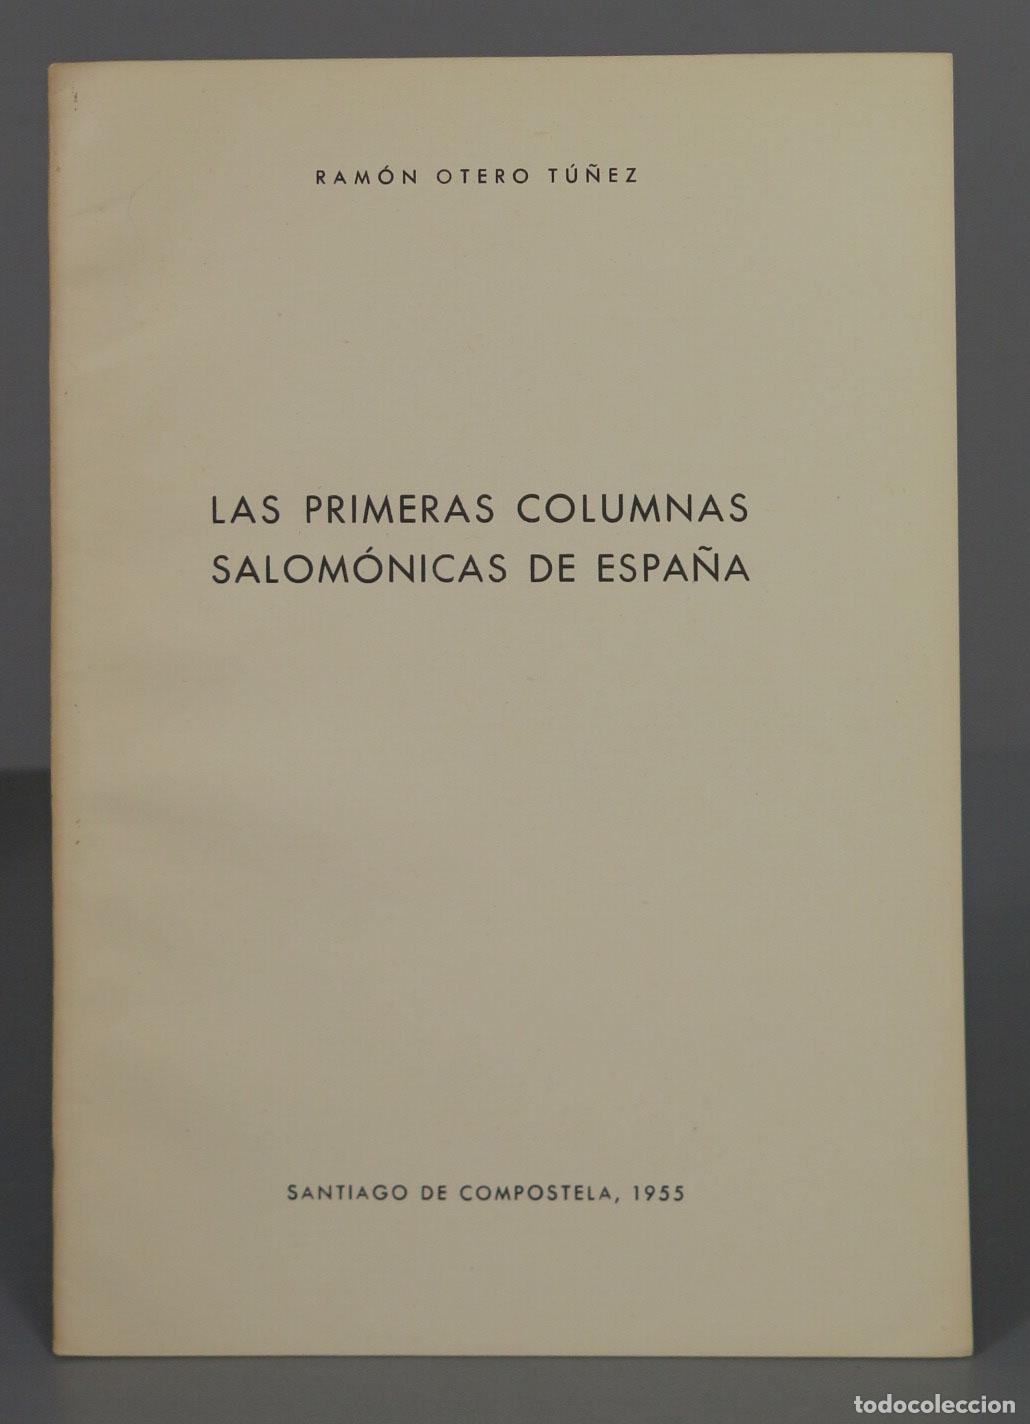 RAMÓN OTERO TÚÑEZ
LAS PRIMERAS COLUMNAS
SALOMÓNICAS DE ESPAÑA
SANTIAGO DE COMPOSTELA, 1955
todocoleccion